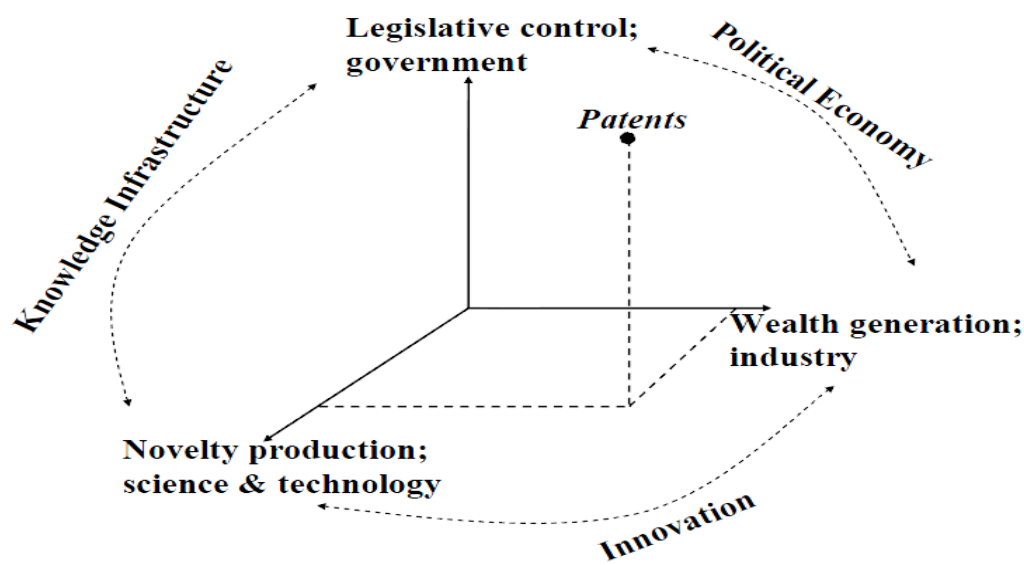 Legislative control;
government
Political Economy
Patents
Knowledge Infrastructure
Wealth generation;
industry
Novelty production;
science & technology
Innovation